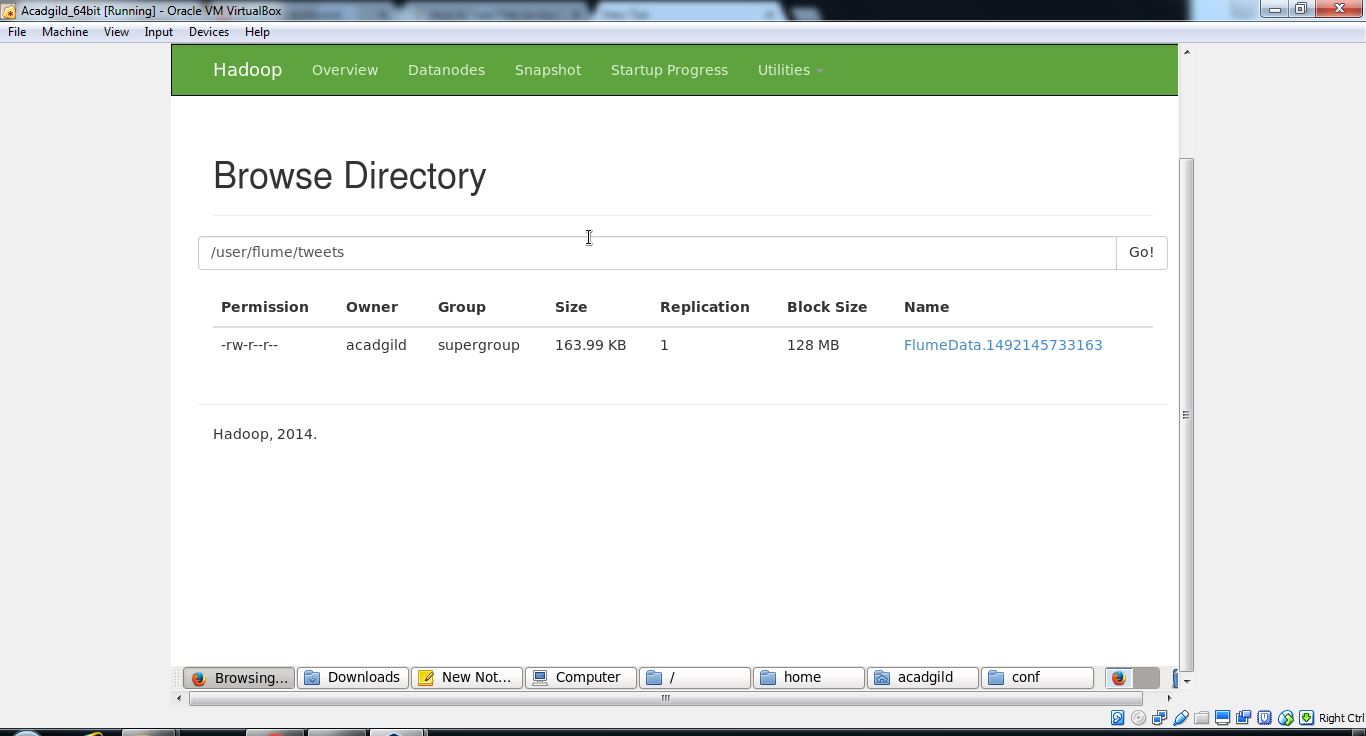 Acadgild_64bit [Running] - Oracle VM VirtualBox
File Machine View Input Devices Help
Hadoop Overview Datanodes Snapshot Startup Progress Utilities
Browse Directory
/user/flume/tweets Go!
Permission Owner Group Size Replication Block Size Name
-rw-r--r-- acadgild supergroup 163.99 KB 1 128 MB FlumeData.1492145733163
Hadoop, 2014.
Browsing... Downloads New Not... Computer / home acadgild conf
Right Ctrl